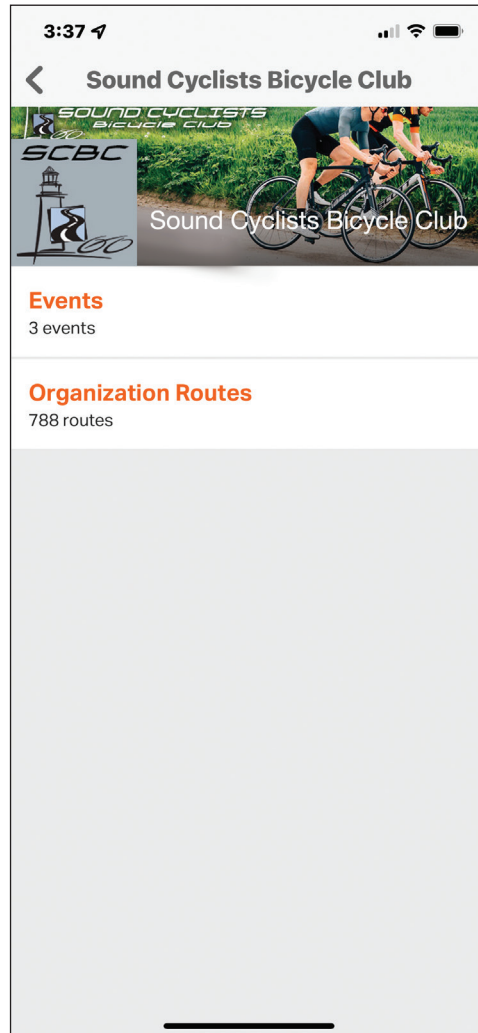 3:37
Sound Cyclists Bicycle Club
SOUND CYCLISTS
BICYCLE CLUB
SCBC
60
Sound Cyclists Bicycle Club
Events
3 events
Organization Routes
788 routes